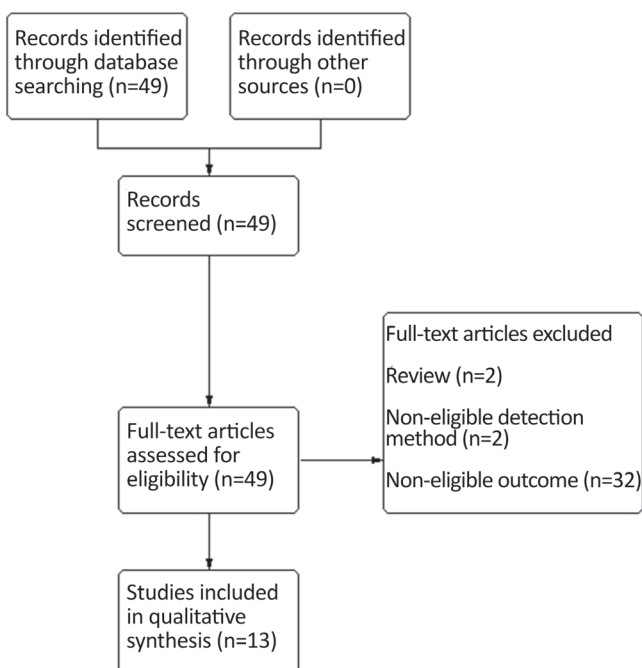 Records identified
through database
searching (n=49)
Records identified
through other
sources (n=0)
Records
screened (n=49)
Full-text articles excluded
Review (n=2)
Non-eligible detection
method (n=2)
Non-eligible outcome (n=32)
Full-text articles
assessed for
eligibility (n=49)
Studies included
in qualitative
synthesis (n=13)